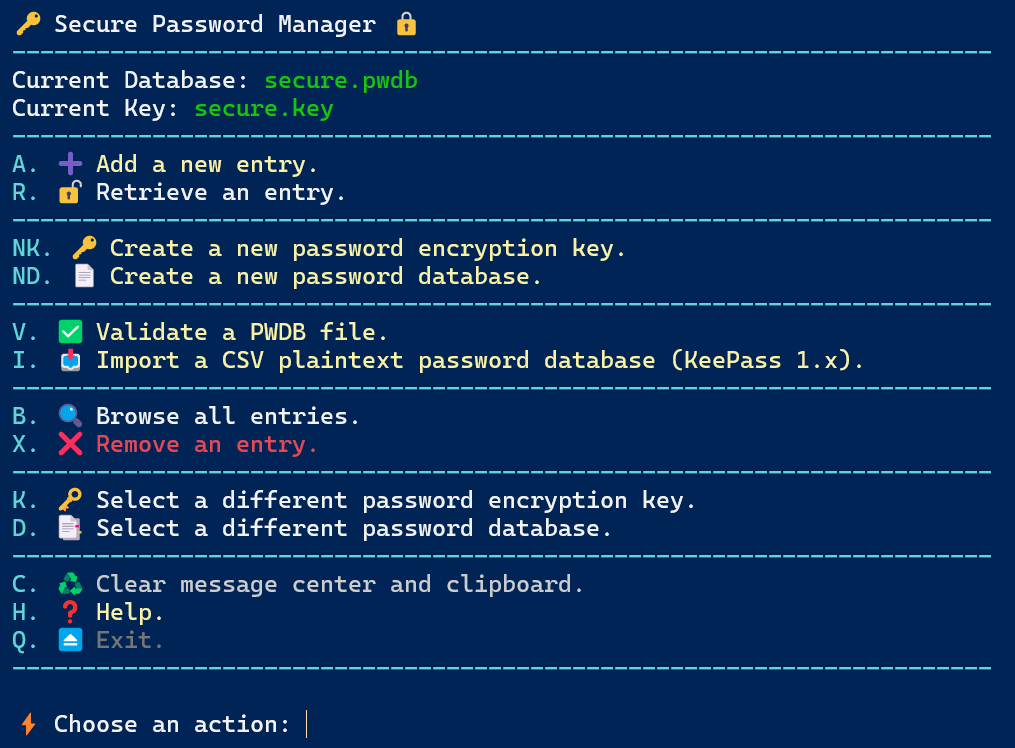 Secure Password Manager
----------------------------------------------------------------------
Current Database: secure.pwdb
Current Key: secure.key
----------------------------------------------------------------------
A. Add a new entry.
R. Retrieve an entry.
----------------------------------------------------------------------
NK. Create a new password encryption key.
ND. Create a new password database.
----------------------------------------------------------------------
V. Validate a PWDB file.
I. Import a CSV plaintext password database (KeePass 1.x).
----------------------------------------------------------------------
B. Browse all entries.
X. Remove an entry.
----------------------------------------------------------------------
K. Select a different password encryption key.
D. Select a different password database.
----------------------------------------------------------------------
C. Clear message center and clipboard.
H. Help.
Q. Exit.
----------------------------------------------------------------------
Choose an action: